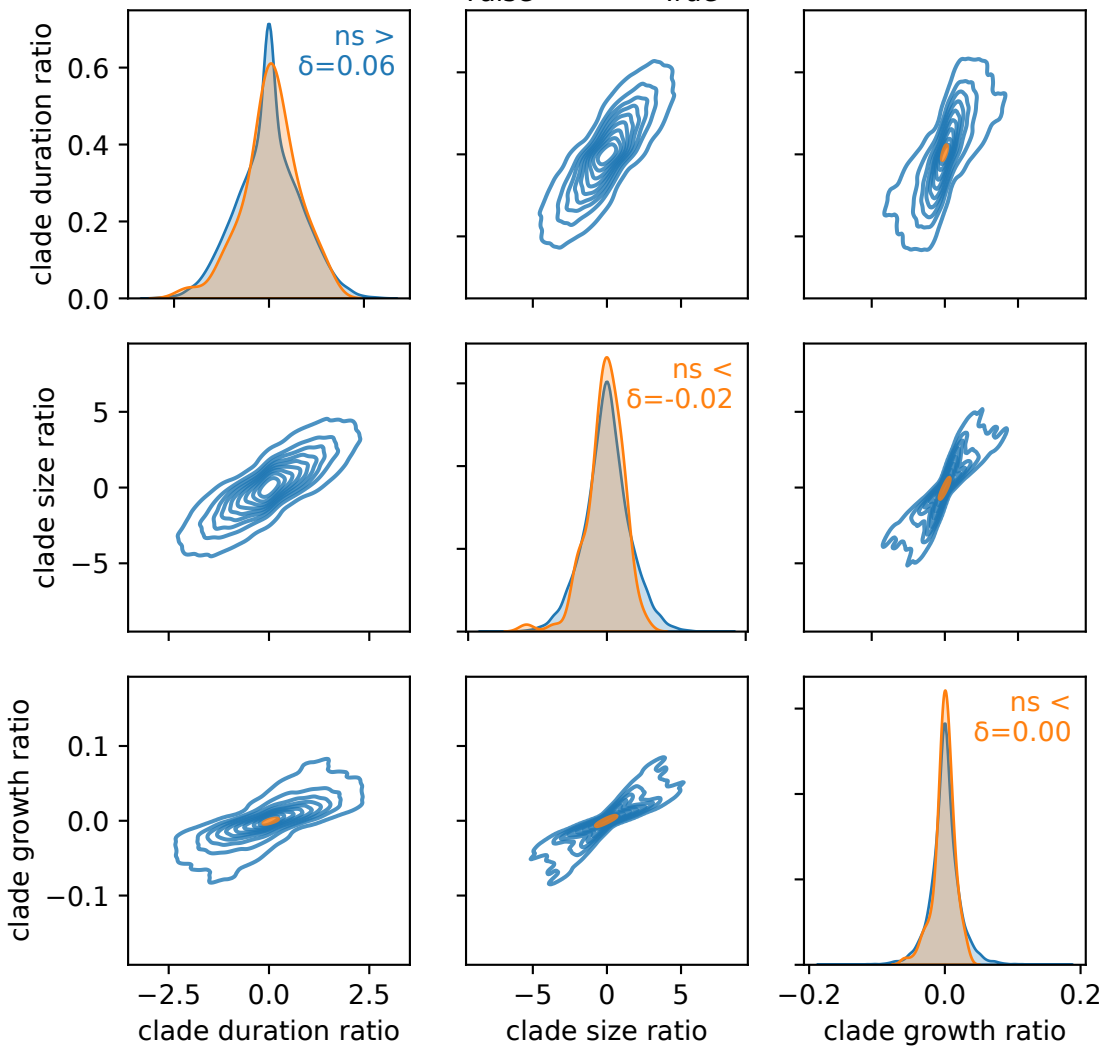 False True
clade duration ratio
0.6
0.4
0.2
0.0
ns >
δ=0.06
clade size ratio
5
0
−5
ns <
δ=-0.02
clade growth ratio
0.1
0.0
−0.1
ns <
δ=0.00
−2.5 0.0 2.5
−5 0 5
−0.2 0.0 0.2
clade duration ratio
clade size ratio
clade growth ratio